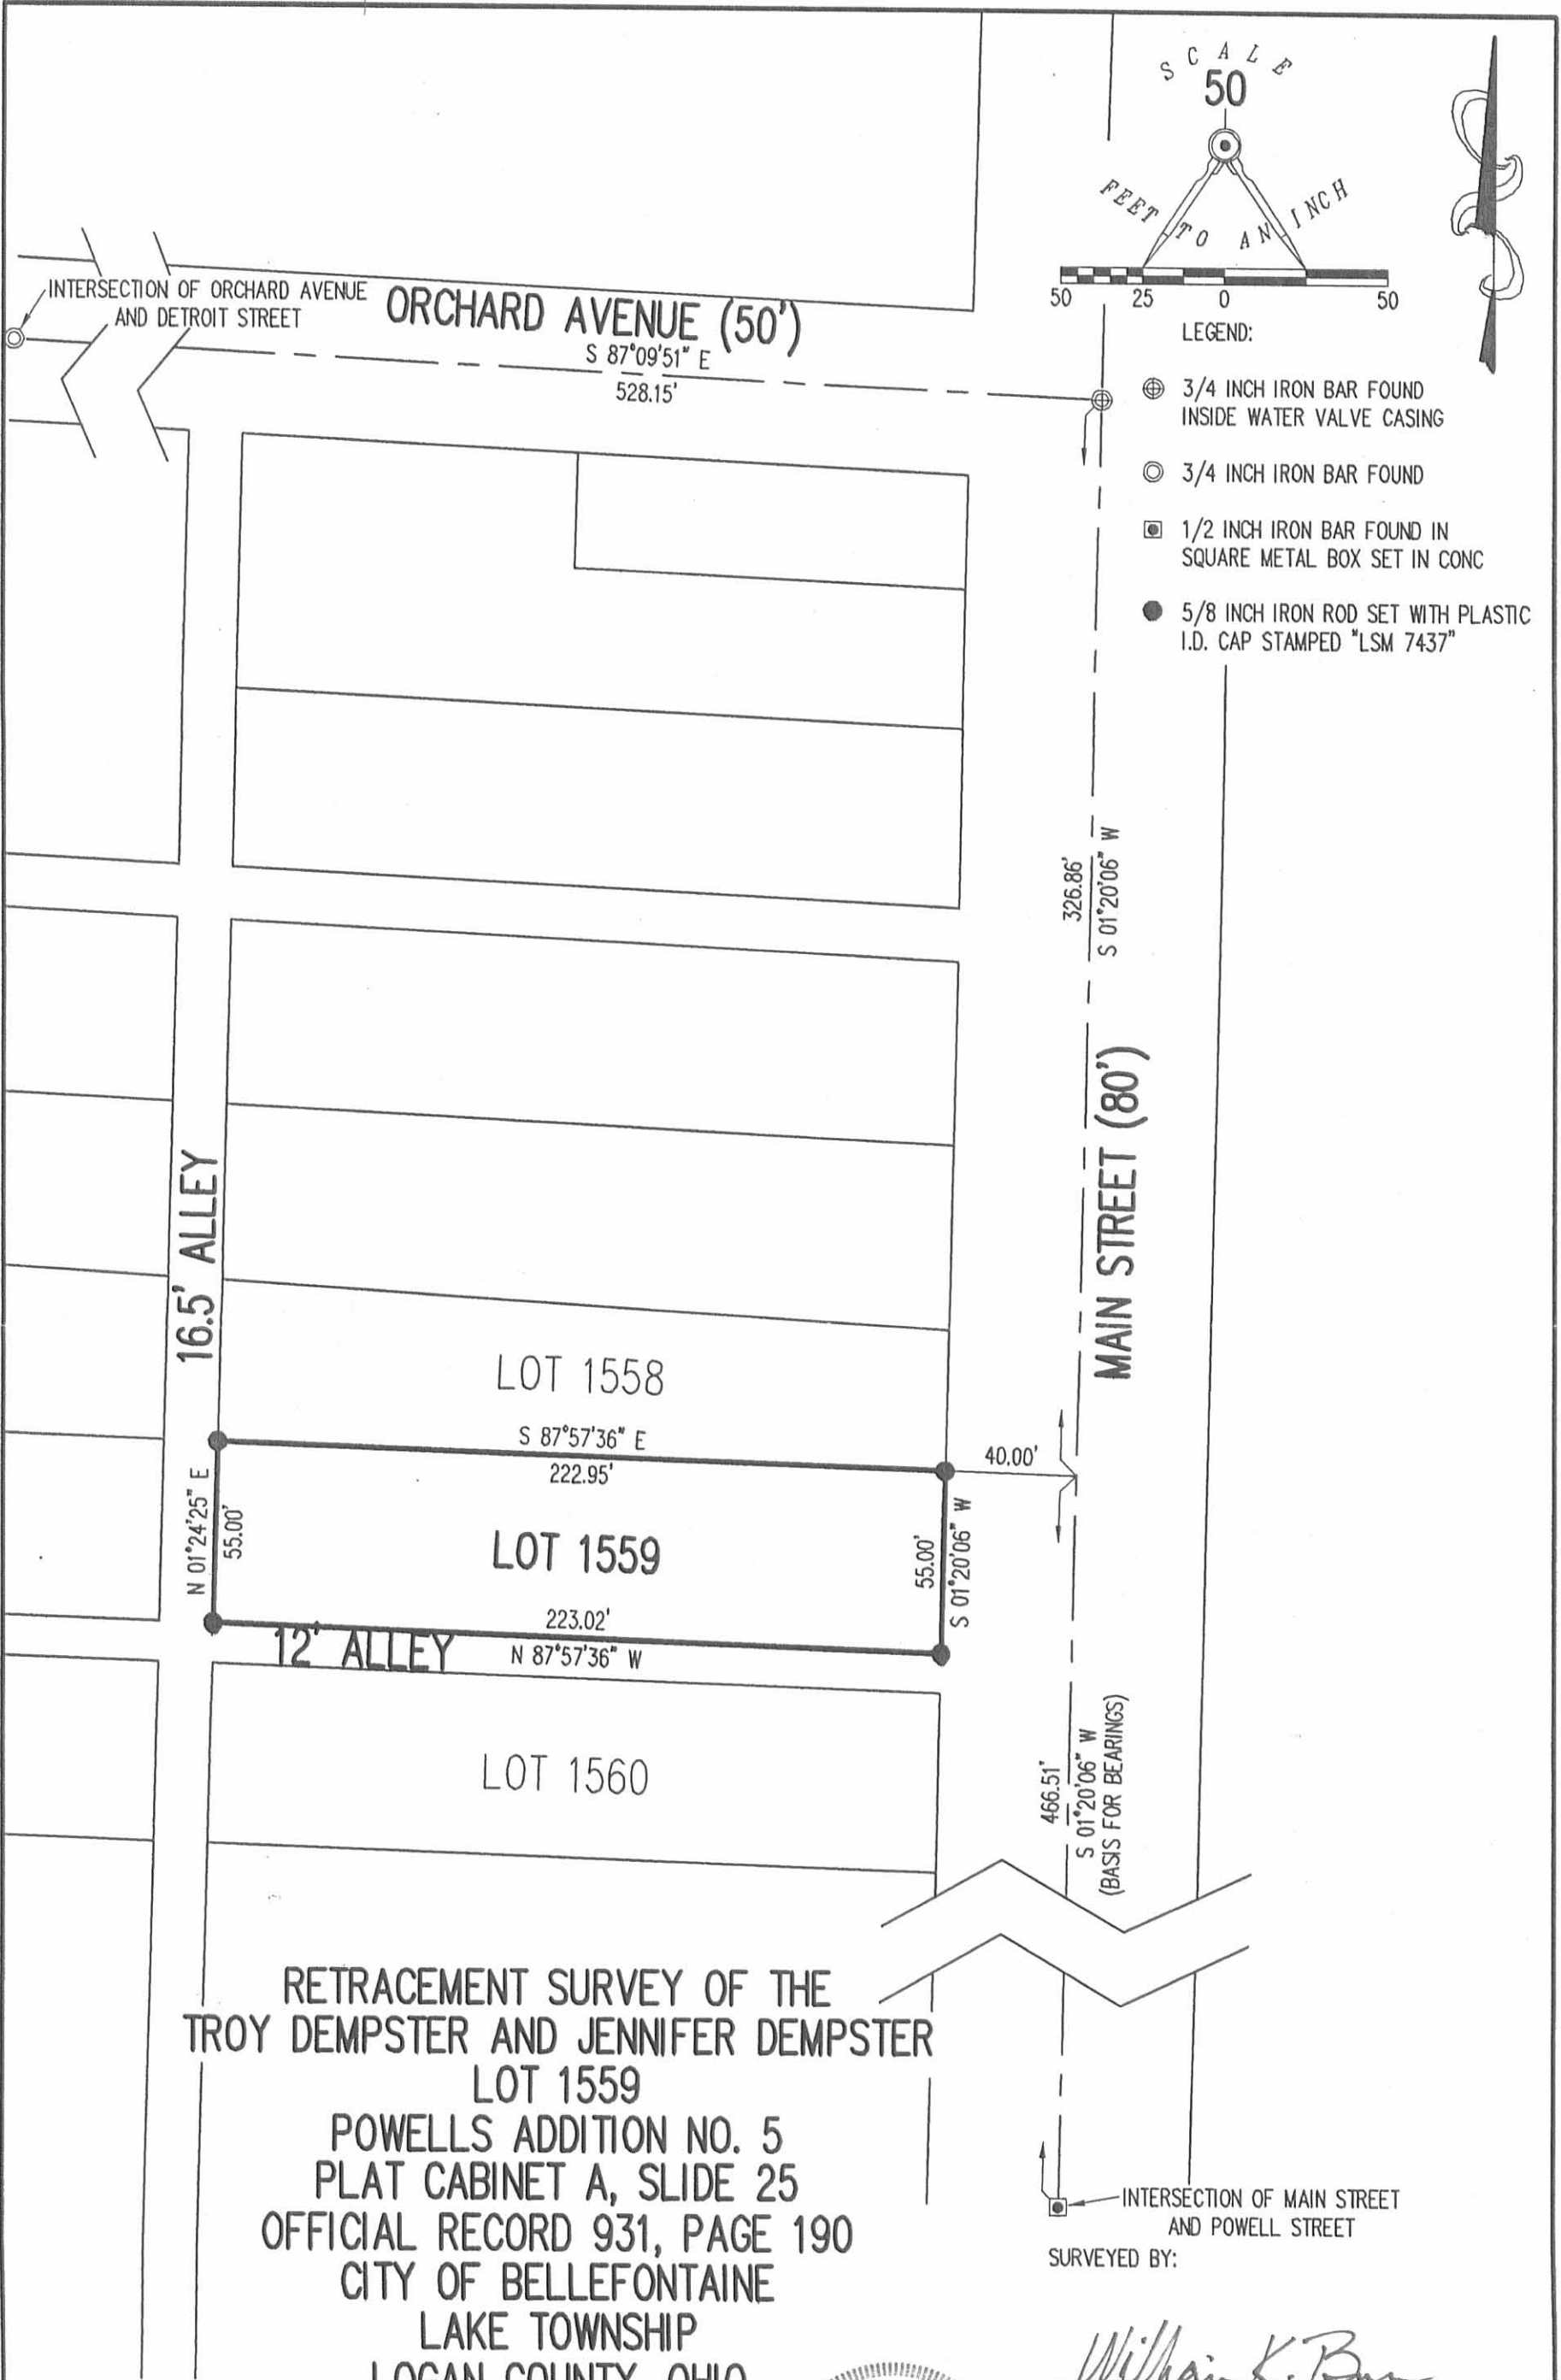 SCALE
50
FEET TO AN INCH
50 25 0 50
INTERSECTION OF ORCHARD AVENUE
AND DETROIT STREET
ORCHARD AVENUE (50')
S 87°09'51" E
528.15'
LEGEND:
3/4 INCH IRON BAR FOUND
INSIDE WATER VALVE CASING
3/4 INCH IRON BAR FOUND
1/2 INCH IRON BAR FOUND IN
SQUARE METAL BOX SET IN CONC
5/8 INCH IRON ROD SET WITH PLASTIC
I.D. CAP STAMPED "LSM 7437"
326.86'
S 01°20'06" W
MAIN STREET (80')
16.5' ALLEY
LOT 1558
S 87°57'36" E
222.95'
40.00'
N 01°24'25" E
55.00'
LOT 1559
55.00'
S 01°20'06" W
223.02'
12' ALLEY
N 87°57'36" W
LOT 1560
466.51'
S 01°20'06" W
(BASIS FOR BEARINGS)
RETRACEMENT SURVEY OF THE
TROY DEMPSTER AND JENNIFER DEMPSTER
LOT 1559
POWELLS ADDITION NO. 5
PLAT CABINET A, SLIDE 25
OFFICIAL RECORD 931, PAGE 190
CITY OF BELLEFONTAINE
LAKE TOWNSHIP
LOGAN COUNTY, OHIO
INTERSECTION OF MAIN STREET
AND POWELL STREET
SURVEYED BY:
William K.